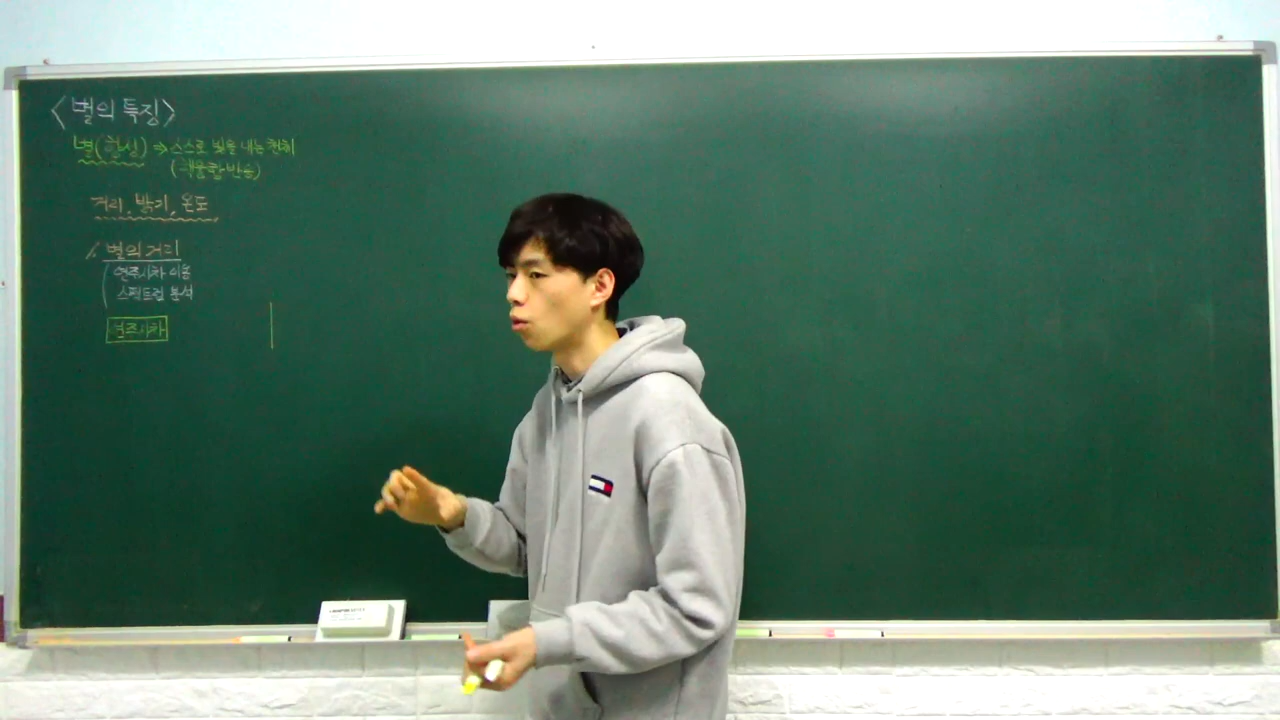 <별의 특징>
별(항성) ⇒ 스스로 빛을 내는 천체
(핵융합 반응)
거리, 밝기, 온도
1. 별의 거리
연주시차 이용
스펙트럼 분석
연주시차